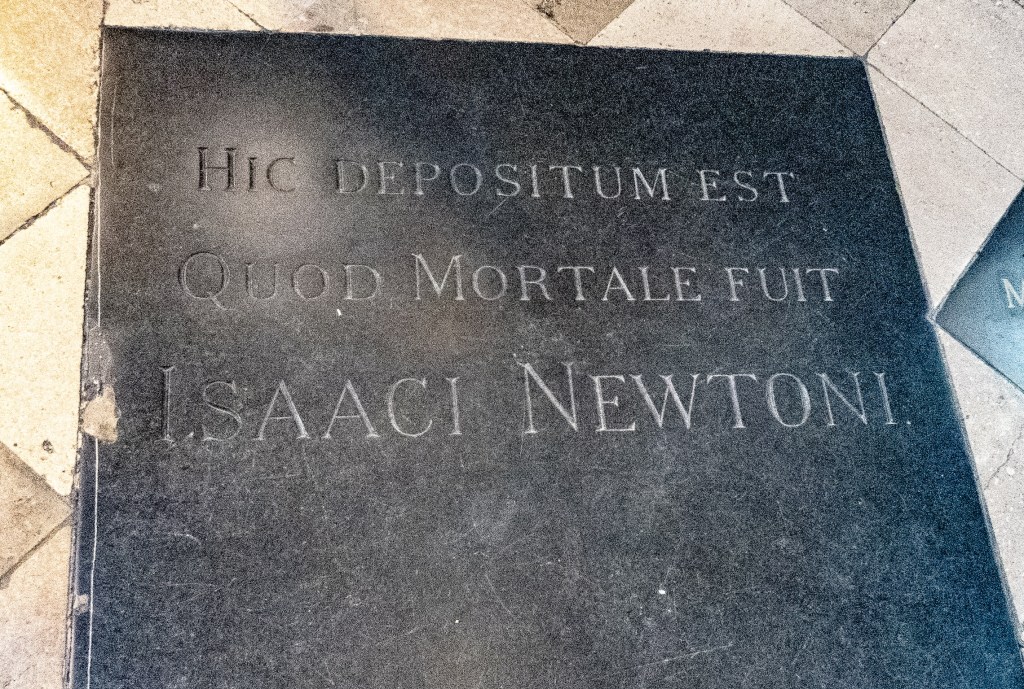 HIC DEPOSITUM EST
QUOD MORTALE FUIT
ISAACI NEWTONI.
M